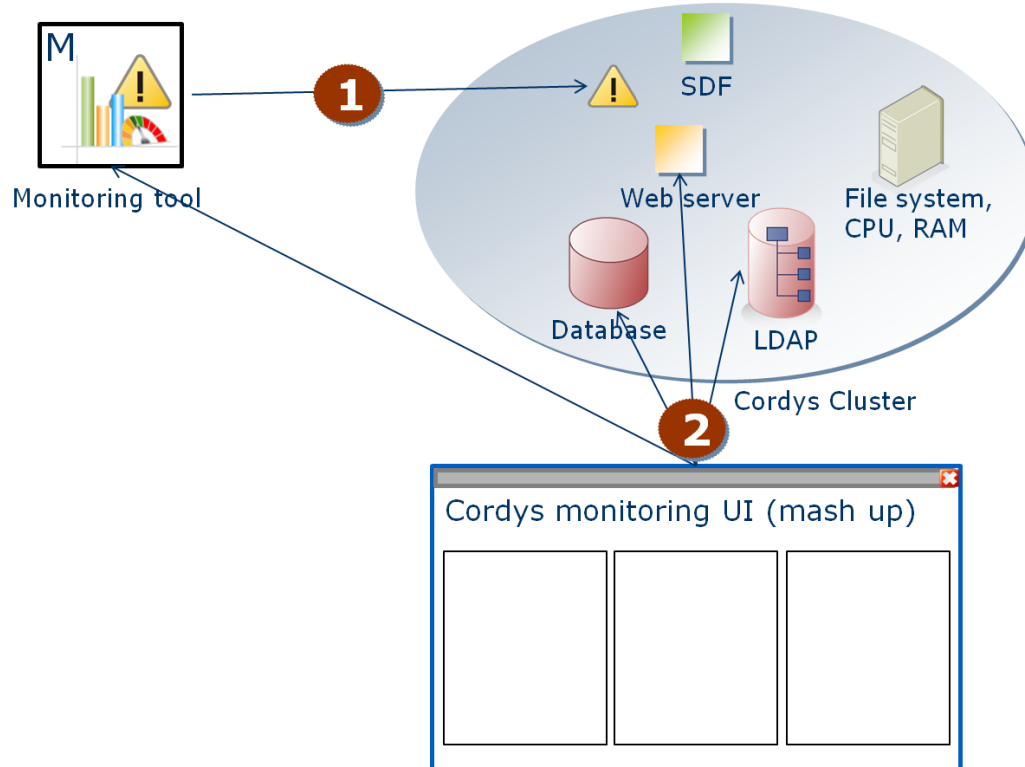 M
1
SDF
Monitoring tool
Web server
File system,
CPU, RAM
Database
LDAP
Cordys Cluster
2
Cordys monitoring UI (mash up)